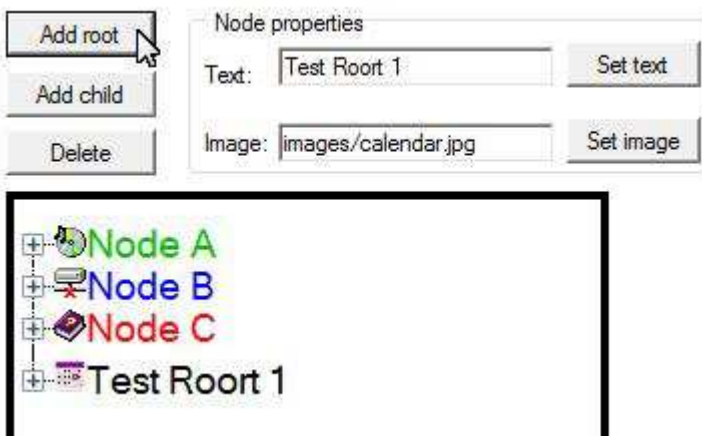 Add root
Add child
Delete
Node properties
Text: Test Roort 1 Set text
Image: images/calendar.jpg Set image
Node A
Node B
Node C
Test Roort 1